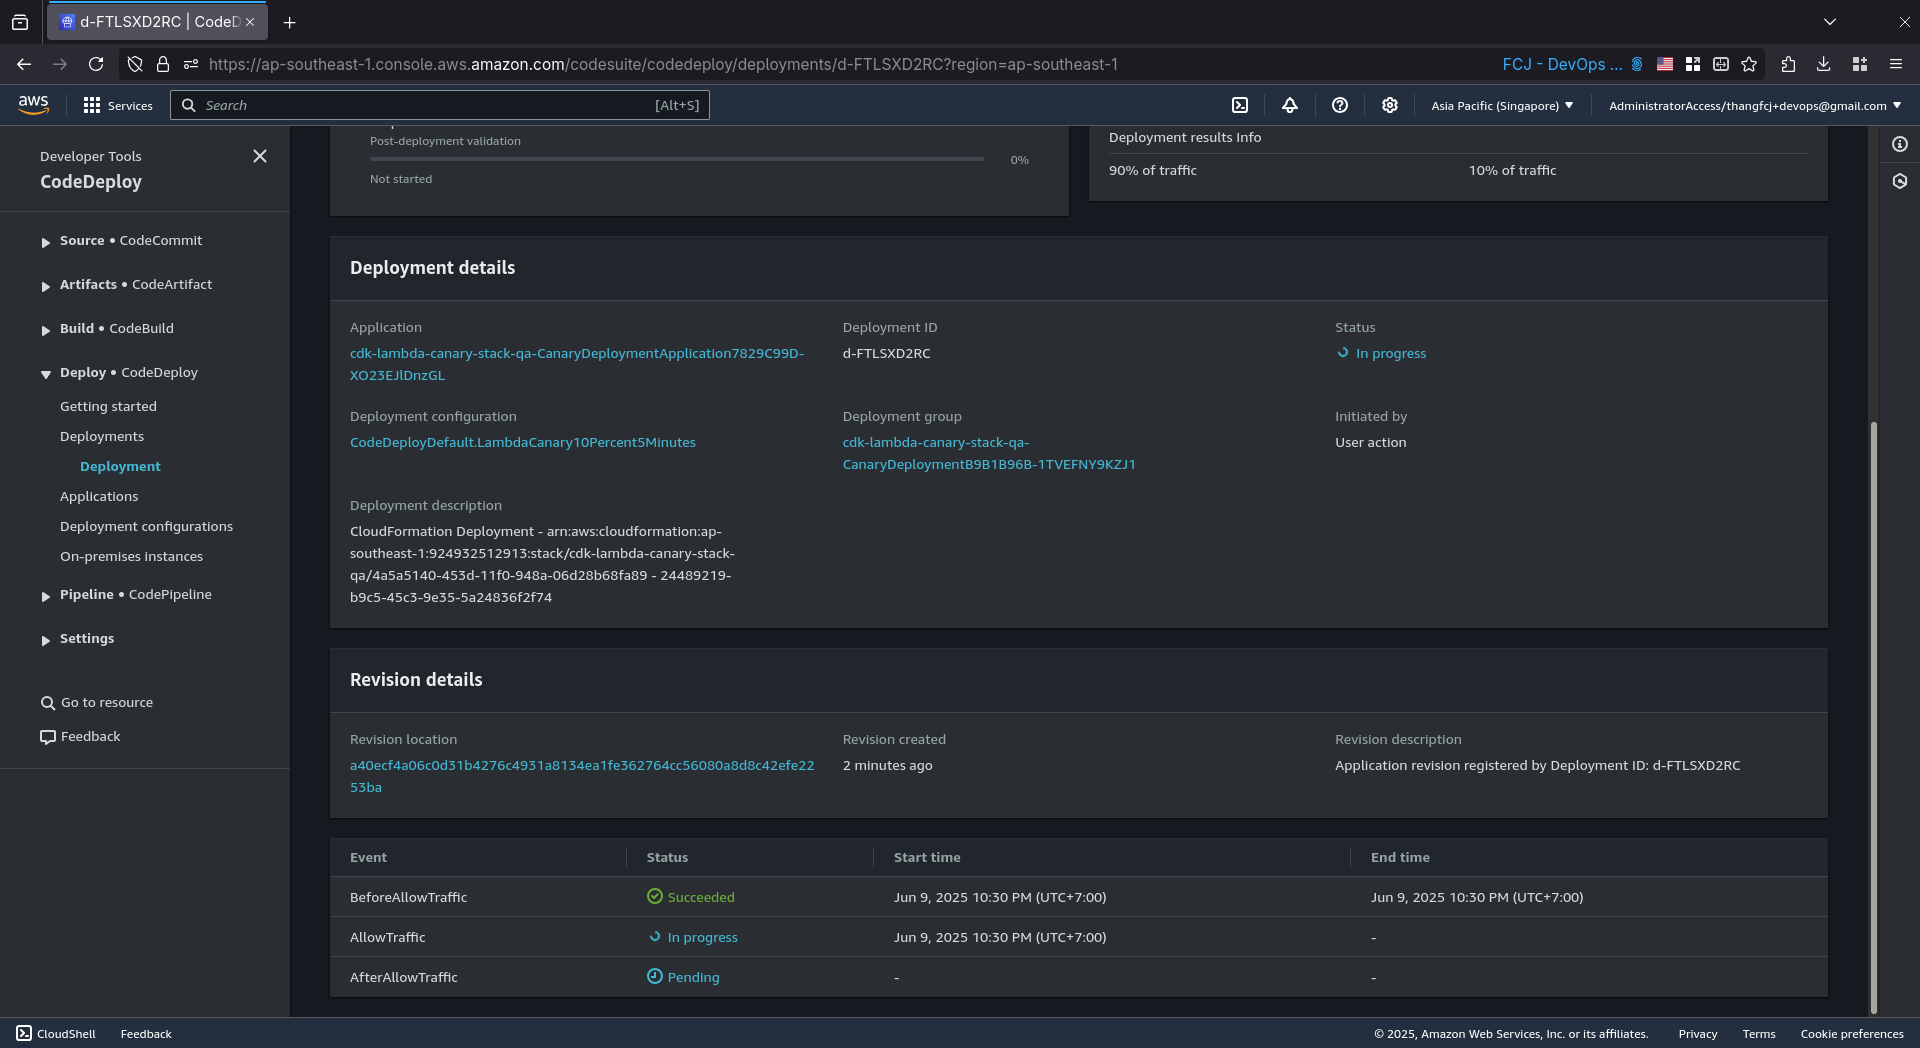 d-FTLSXD2RC | CodeD
https://ap-southeast-1.console.aws.amazon.com/codesuite/codedeploy/deployments/d-FTLSXD2RC?region=ap-southeast-1
FCJ - DevOps ...
aws
Services
Search
[Alt+S]
Asia Pacific (Singapore)
AdministratorAccess/thangfcj+devops@gmail.com
Developer Tools
CodeDeploy
Source • CodeCommit
Artifacts • CodeArtifact
Build • CodeBuild
Deploy • CodeDeploy
Getting started
Deployments
Deployment
Applications
Deployment configurations
On-premises instances
Pipeline • CodePipeline
Settings
Go to resource
Feedback
Post-deployment validation
0%
Not started
Deployment results Info
90% of traffic
10% of traffic
Deployment details
Application
cdk-lambda-canary-stack-qa-CanaryDeploymentApplication7829C99D-
XO23EJlDnzGL
Deployment ID
d-FTLSXD2RC
Status
In progress
Deployment configuration
CodeDeployDefault.LambdaCanary10Percent5Minutes
Deployment group
cdk-lambda-canary-stack-qa-
CanaryDeploymentB9B1B96B-1TVEFNY9KZJ1
Initiated by
User action
Deployment description
CloudFormation Deployment - arn:aws:cloudformation:ap-
southeast-1:924932512913:stack/cdk-lambda-canary-stack-
qa/4a5a5140-453d-11f0-948a-06d28b68fa89 - 24489219-
b9c5-45c3-9e35-5a24836f2f74
Revision details
Revision location
a40ecf4a06c0d31b4276c4931a8134ea1fe362764cc56080a8d8c42efe22
53ba
Revision created
2 minutes ago
Revision description
Application revision registered by Deployment ID: d-FTLSXD2RC
Event Status Start time End time
BeforeAllowTraffic Succeeded Jun 9, 2025 10:30 PM (UTC+7:00) Jun 9, 2025 10:30 PM (UTC+7:00)
AllowTraffic In progress Jun 9, 2025 10:30 PM (UTC+7:00) -
AfterAllowTraffic Pending - -
CloudShell
Feedback
© 2025, Amazon Web Services, Inc. or its affiliates.
Privacy
Terms
Cookie preferences